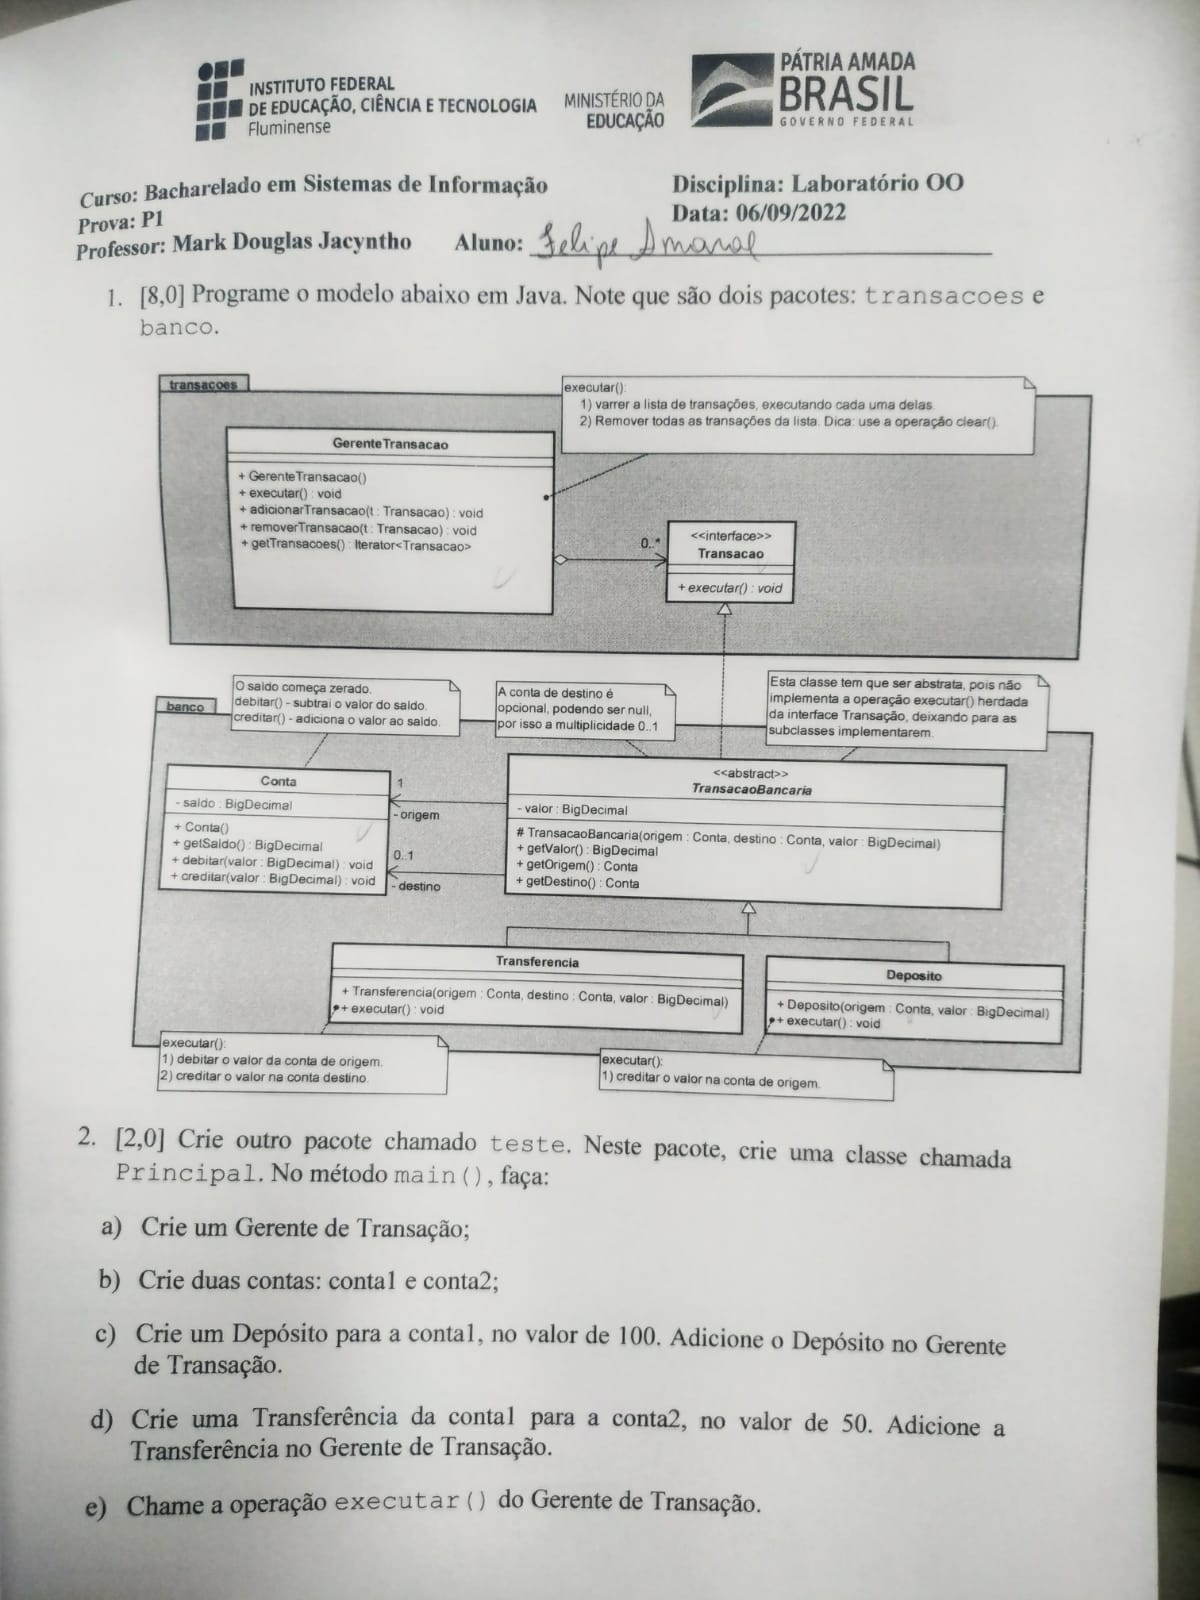 INSTITUTO FEDERAL
DE EDUCAÇÃO, CIÊNCIA E TECNOLOGIA
Fluminense
MINISTÉRIO DA
EDUCAÇÃO
PÁTRIA AMADA
BRASIL
GOVERNO FEDERAL
Curso: Bacharelado em Sistemas de Informação
Disciplina: Laboratório OO
Prova: P1
Data: 06/09/2022
Professor: Mark Douglas Jacyntho
Aluno: Felipe Amaral
1. [8,0] Programe o modelo abaixo em Java. Note que são dois pacotes: transacoes e
banco.
transacoes
executar():
1) varrer a lista de transações, executando cada uma delas.
2) Remover todas as transações da lista. Dica: use a operação clear().
GerenteTransacao
+ GerenteTransacao()
+ executar() : void
+ adicionarTransacao(t : Transacao) : void
+ removerTransacao(t : Transacao) : void
+ getTransacoes() : Iterator<Transacao>
0..*
<<interface>>
Transacao
+ executar() : void
banco
O saldo começa zerado.
debitar() - subtrai o valor do saldo.
creditar() - adiciona o valor ao saldo.
A conta de destino é
opcional, podendo ser null,
por isso a multiplicidade 0..1
Esta classe tem que ser abstrata, pois não
implementa a operação executar() herdada
da interface Transação, deixando para as
subclasses implementarem.
Conta
- saldo : BigDecimal
+ Conta()
+ getSaldo() : BigDecimal
+ debitar(valor : BigDecimal) : void
+ creditar(valor : BigDecimal) : void
1
- origem
0..1
- destino
<<abstract>>
TransacaoBancaria
- valor : BigDecimal
# TransacaoBancaria(origem : Conta, destino : Conta, valor : BigDecimal)
+ getValor() : BigDecimal
+ getOrigem() : Conta
+ getDestino() : Conta
Transferencia
+ Transferencia(origem : Conta, destino : Conta, valor : BigDecimal)
+ executar() : void
Deposito
+ Deposito(origem : Conta, valor : BigDecimal)
+ executar() : void
executar():
1) debitar o valor da conta de origem.
2) creditar o valor na conta destino.
executar():
1) creditar o valor na conta de origem.
2. [2,0] Crie outro pacote chamado teste. Neste pacote, crie uma classe chamada
Principal. No método main(), faça:
a) Crie um Gerente de Transação;
b) Crie duas contas: conta1 e conta2;
c) Crie um Depósito para a conta1, no valor de 100. Adicione o Depósito no Gerente
de Transação.
d) Crie uma Transferência da conta1 para a conta2, no valor de 50. Adicione a
Transferência no Gerente de Transação.
e) Chame a operação executar() do Gerente de Transação.